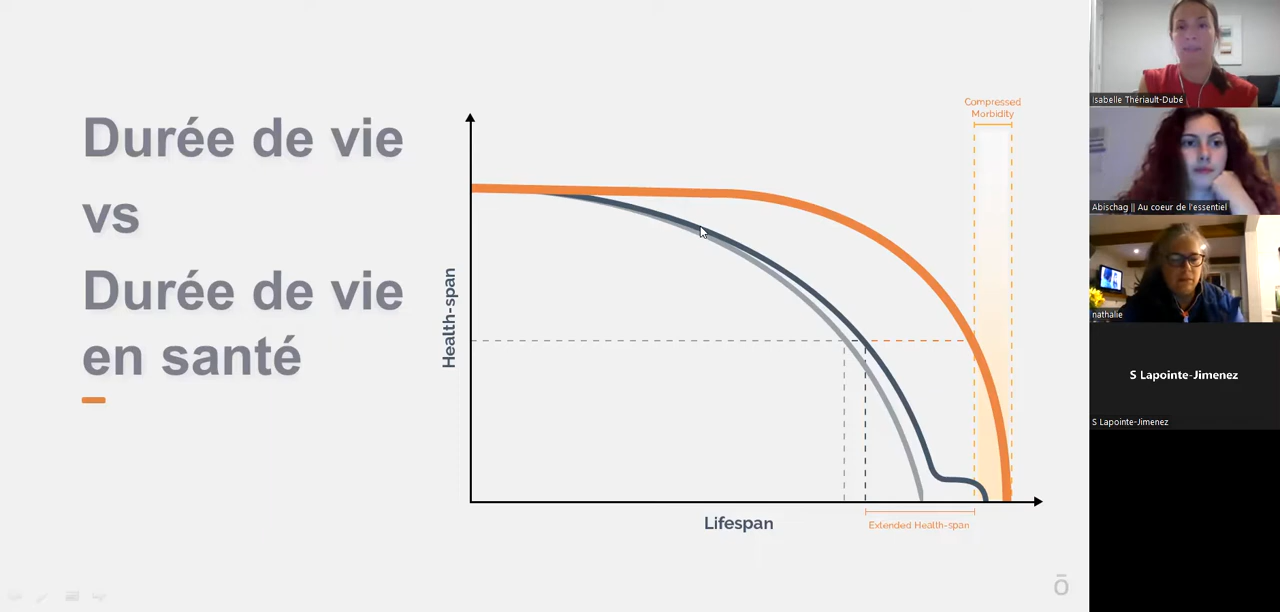 Durée de vie
vs
Durée de vie
en santé
Compressed
Morbidity
Health-span
Lifespan
Extended Health-span
ō
Isabelle Thériault-Dubé
Abischag || Au coeur de l'essentiel
nathalie
S Lapointe-Jimenez
S Lapointe-Jimenez